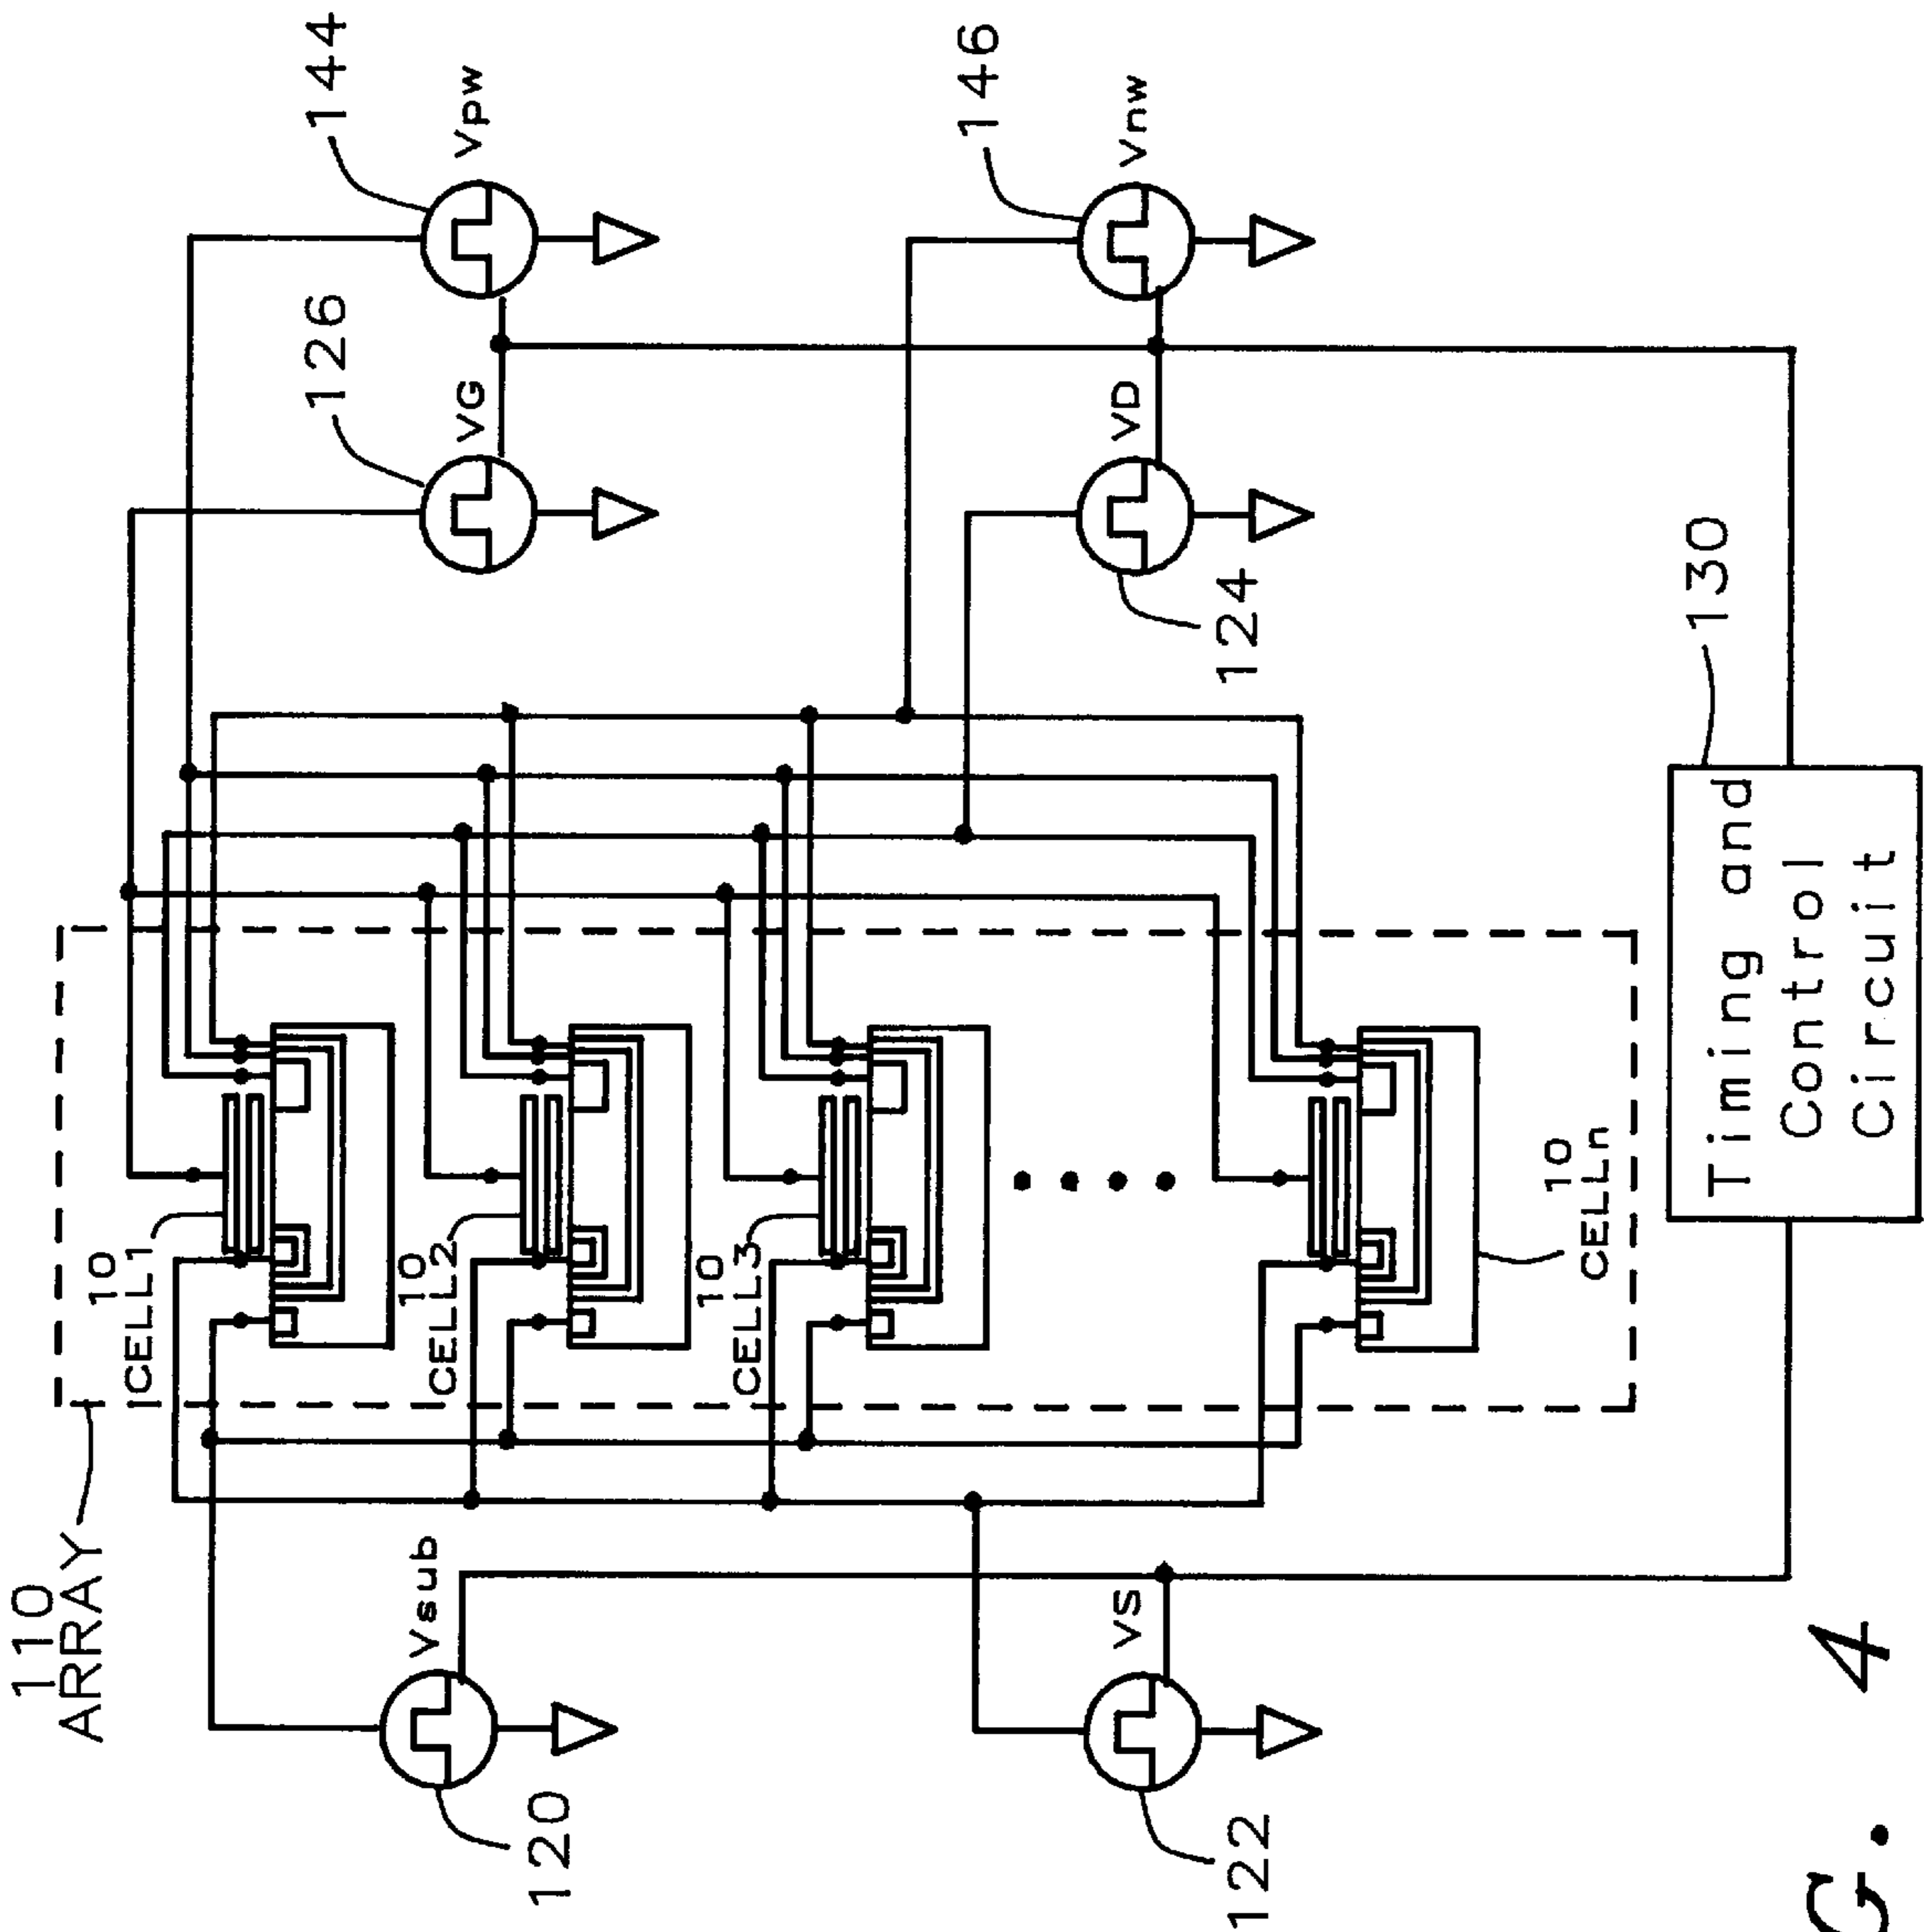 110
ARRAY
10
CELL1
10
CELL2
10
CELL3
10
CELLn
120
Vsub
122
VS
126
VG
144
Vpw
124
VD
146
Vnw
130
Timing and
Control
Circuit
G. 4